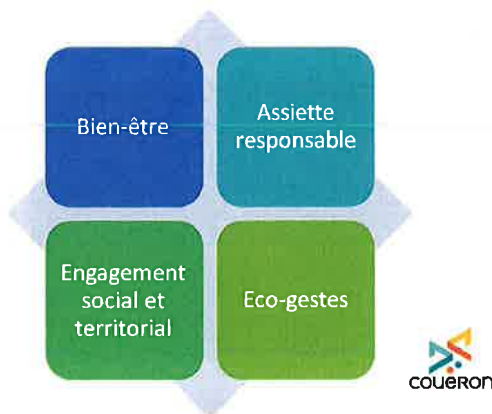 Bien-être
Assiette
responsable
Engagement
social et
territorial
Eco-gestes
coueron